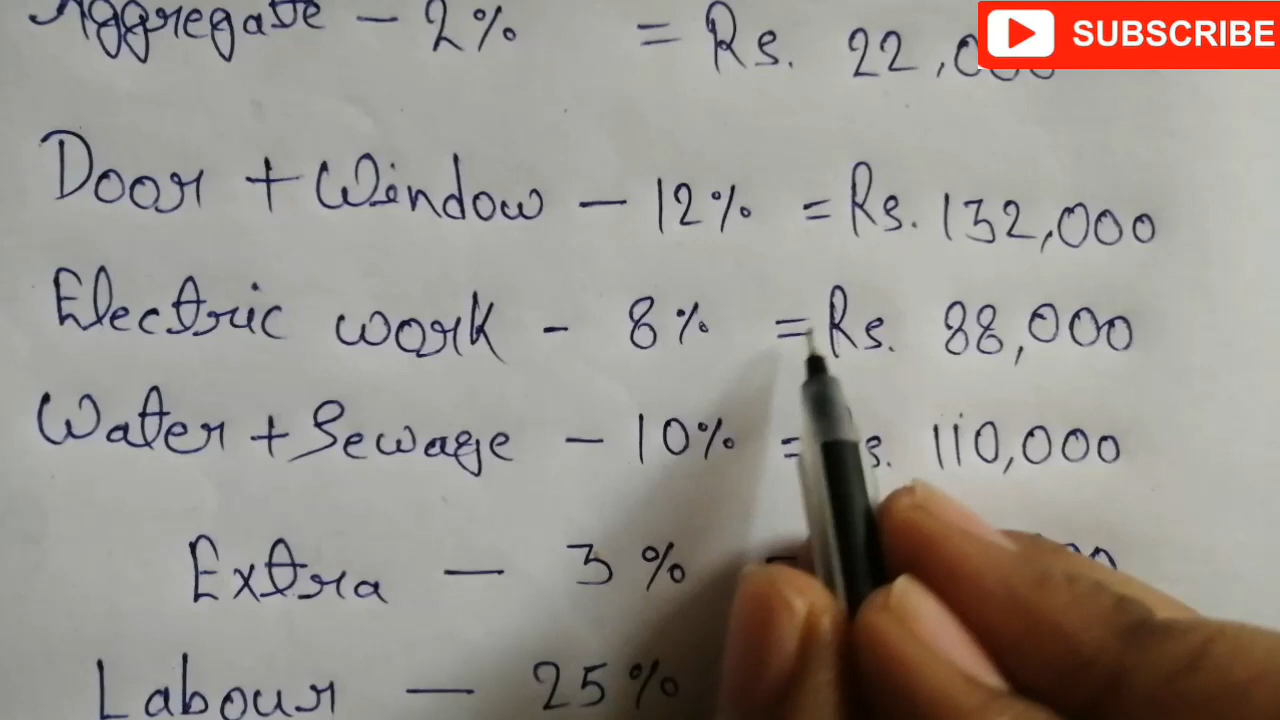 Aggregate - 2% = Rs. 22,000
SUBSCRIBE
Door + Window - 12% = Rs. 132,000
Electric work - 8% = Rs. 88,000
Water + Sewage - 10% = Rs. 110,000
Extra - 3%
Labour - 25%